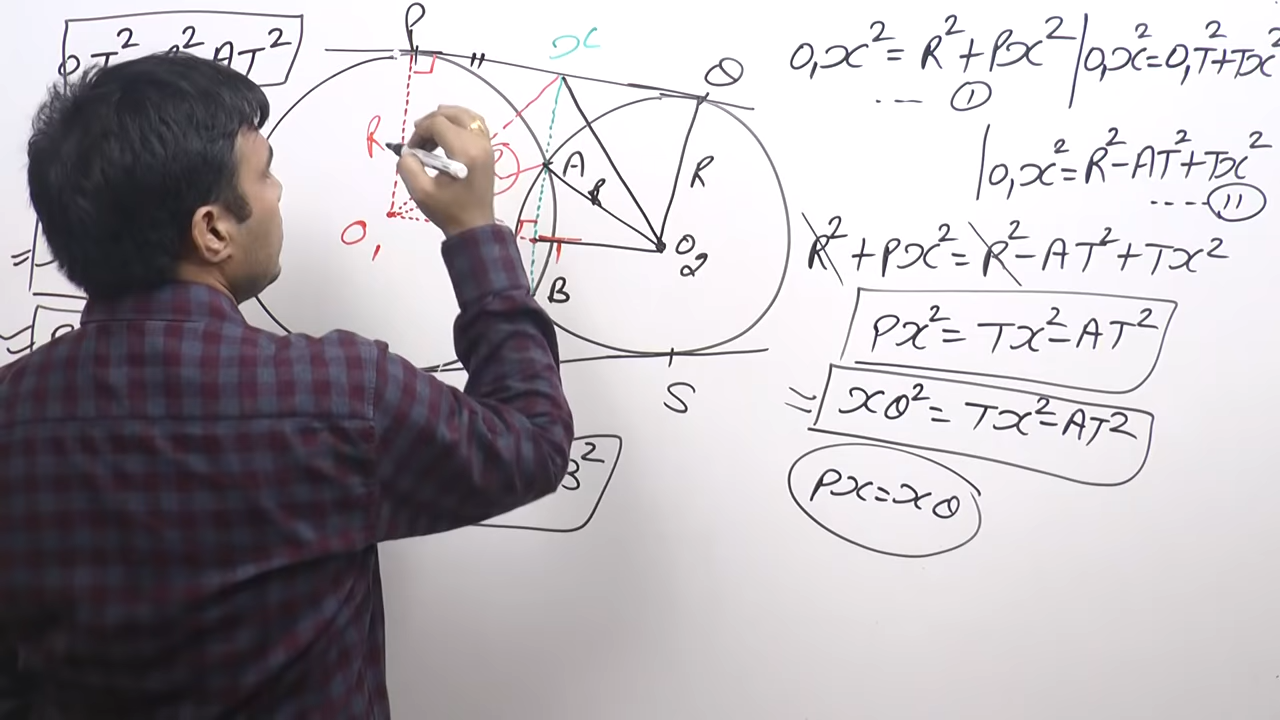 P
x
Q
R
A
R
R
O₁
T
O₂
B
S
O₁x² = R² + Px² | O₁x² = O₁T² + Tx²
---- ①
| O₁x² = R² - AT² + Tx²
---- ⑪
R² + Px² = R² - AT² + Tx²
Px² = Tx² - AT²
= xQ² = Tx² - AT²
Px = xQ